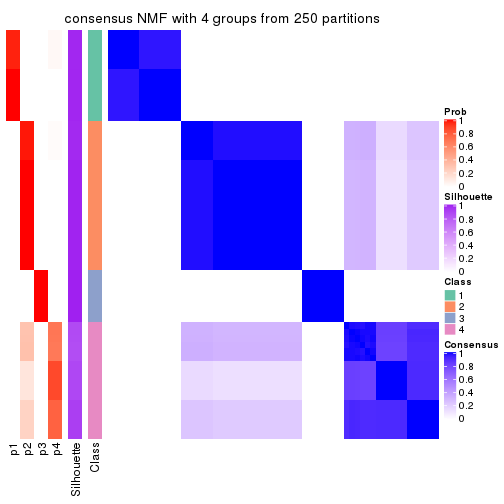 consensus NMF with 4 groups from 250 partitions
Prob
1
0.8
0.6
0.4
0.2
0
Silhouette
1
0.8
0.6
0.4
0.2
0
Class
1
2
3
4
Consensus
1
0.8
0.6
0.4
0.2
0
p1
p2
p3
p4
Silhouette
Class